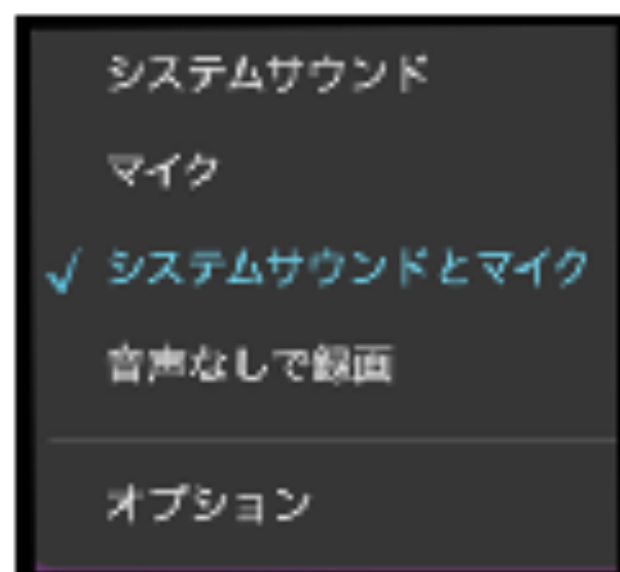 システムサウンド
マイク
システムサウンドとマイク
音声なしで録画
オプション